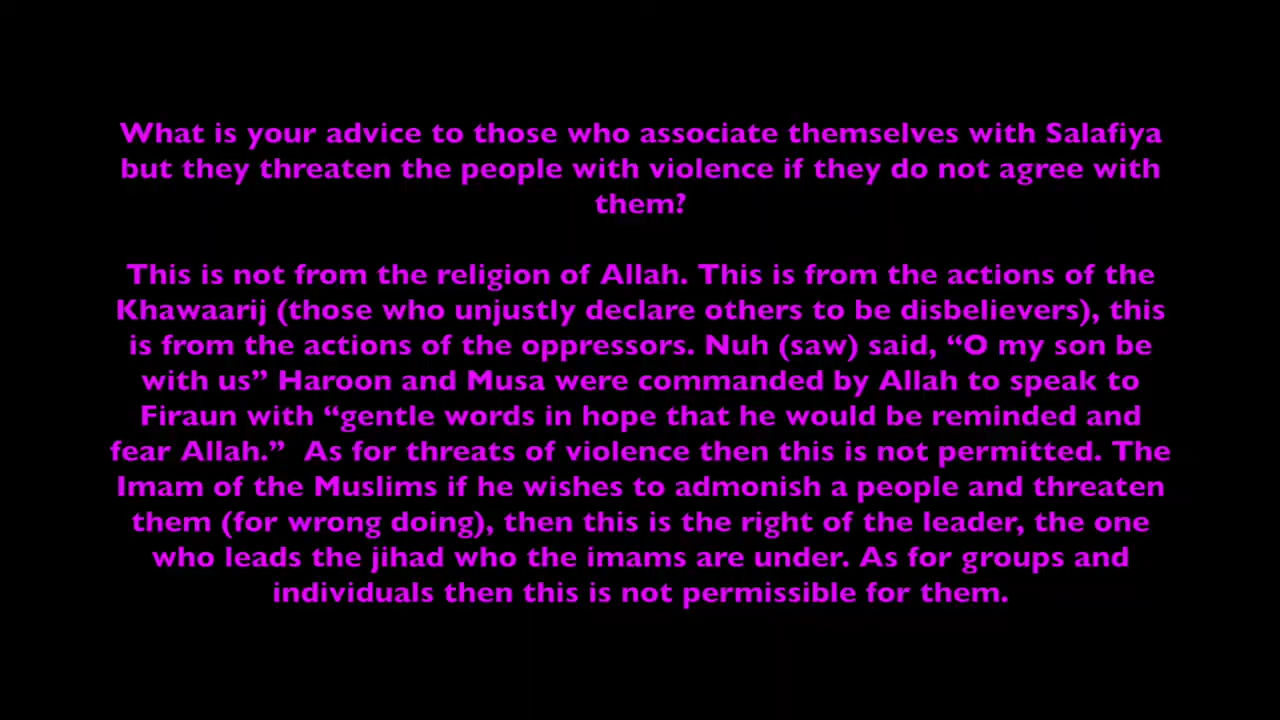 What is your advice to those who associate themselves with Salafiya
but they threaten the people with violence if they do not agree with
them?
This is not from the religion of Allah. This is from the actions of the
Khawaarij (those who unjustly declare others to be disbelievers), this
is from the actions of the oppressors. Nuh (saw) said, “O my son be
with us” Haroon and Musa were commanded by Allah to speak to
Firaun with “gentle words in hope that he would be reminded and
fear Allah.”  As for threats of violence then this is not permitted. The
Imam of the Muslims if he wishes to admonish a people and threaten
them (for wrong doing), then this is the right of the leader, the one
who leads the jihad who the imams are under. As for groups and
individuals then this is not permissible for them.